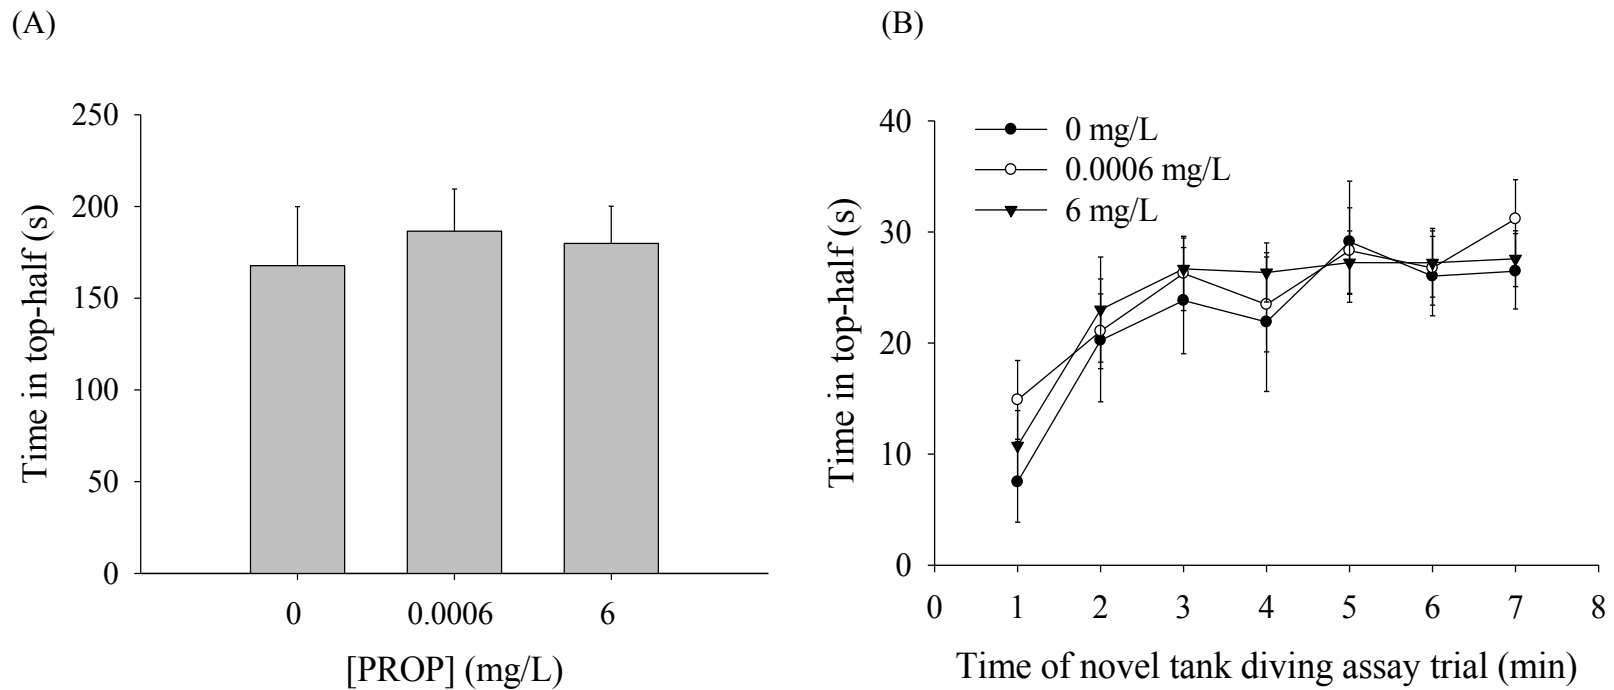 (A)
250
200
150
100
50
0
Time in top-half (s)
0 0.0006 6
[PROP] (mg/L)
(B)
40
30
20
10
0
Time in top-half (s)
0 mg/L
0.0006 mg/L
6 mg/L
0 1 2 3 4 5 6 7 8
Time of novel tank diving assay trial (min)